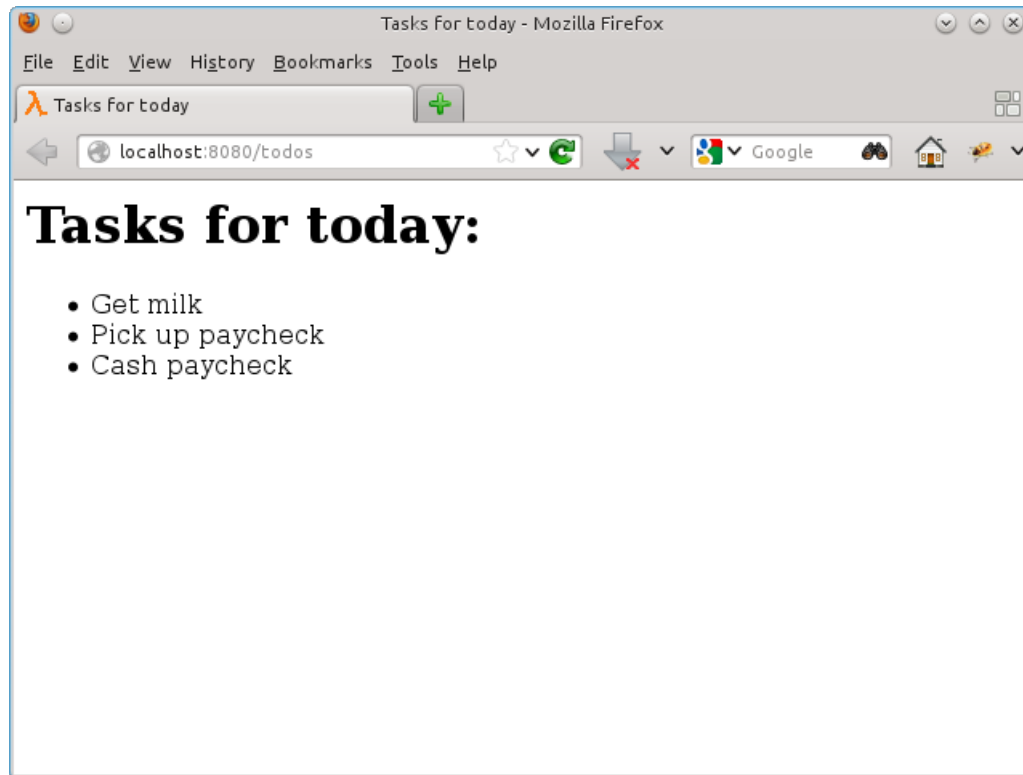 Tasks for today - Mozilla Firefox
File Edit View History Bookmarks Tools Help
λ Tasks for today
localhost:8080/todos Google
Tasks for today:
• Get milk
• Pick up paycheck
• Cash paycheck